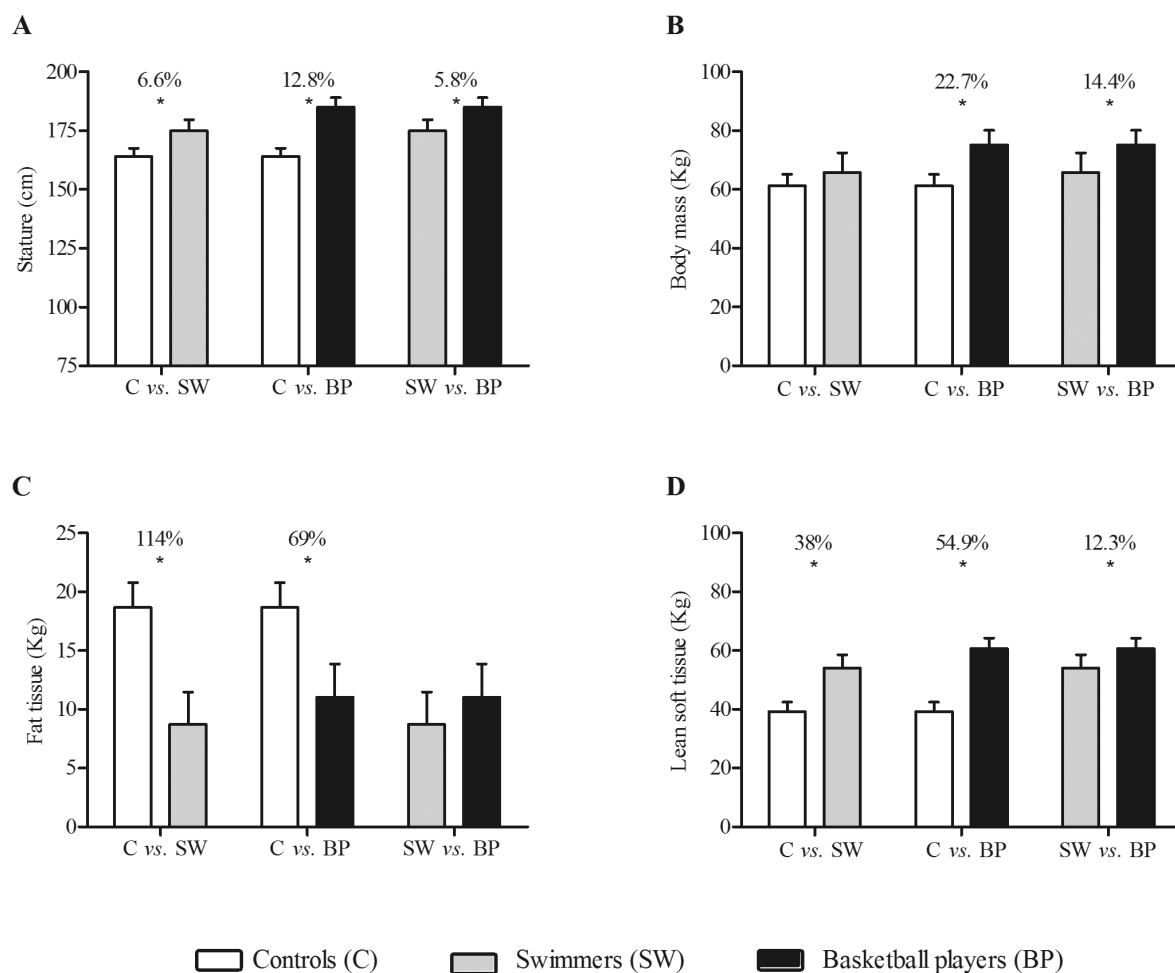 A
200
175
150
125
100
75
Stature (cm)
6.6%
*
12.8%
*
5.8%
*
C vs. SW
C vs. BP
SW vs. BP
B
100
80
60
40
20
0
Body mass (Kg)
22.7%
*
14.4%
*
C vs. SW
C vs. BP
SW vs. BP
C
25
20
15
10
5
0
Fat tissue (Kg)
114%
*
69%
*
C vs. SW
C vs. BP
SW vs. BP
D
100
80
60
40
20
0
Lean soft tissue (Kg)
38%
*
54.9%
*
12.3%
*
C vs. SW
C vs. BP
SW vs. BP
Controls (C)
Swimmers (SW)
Basketball players (BP)